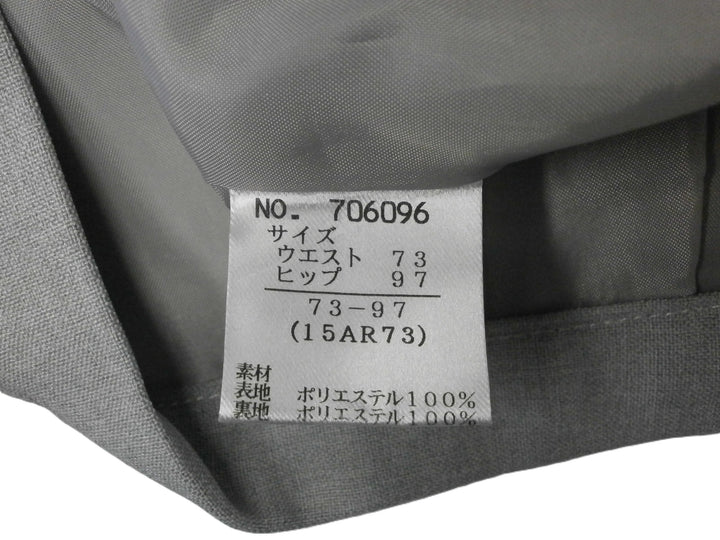 NO. 706096
サイズ
ウエスト 73
ヒップ 97
73-97
(15AR73)
素材
表地 ポリエステル100%
裏地 ポリエステル100%